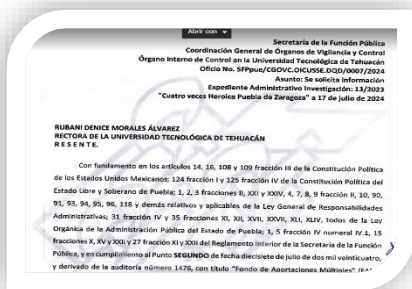 Abrir con
Secretaría de la Función Pública
Coordinación General de Órganos de Vigilancia y Control
Órgano Interno de Control en la Universidad Tecnológica de Tehuacán
Oficio No. SFPpue/CGOVC.OICUSSE.DQD/0007/2024
Asunto: Se solicita información
Expediente Administrativo Investigación: 13/2023
"Cuatro veces Heroica Puebla de Zaragoza" a 17 de julio de 2024
RUBANI DENICE MORALES ÁLVAREZ
RECTORA DE LA UNIVERSIDAD TECNOLÓGICA DE TEHUACÁN
R E S E N T E.
Con fundamento en los artículos 14, 16, 108 y 109 fracción III de la Constitución Política
de los Estados Unidos Mexicanos; 124 fracción I y 125 fracción IV de la Constitución Política del
Estado Libre y Soberano de Puebla; 1, 2, 3 fracciones II, XXI y XXIV, 4, 7, 8, 9 fracción II, 10, 90,
91, 93, 94, 95, 96, 118 y demás relativos y aplicables de la Ley General de Responsabilidades
Administrativas; 31 fracción IV y 35 fracciones XI, XII, XVII, XXVII, XLI, XLIV, todos de la Ley
Orgánica de la Administración Pública del Estado de Puebla; 1, 5 fracción IV numeral IV.1, 15
fracciones X, XV y XXI y 27 fracción XI y XXI del Reglamento Interior de la Secretaría de la Función
Pública, y en cumplimiento al Punto SEGUNDO de fecha diecisiete de julio de dos mil veinticuatro,
y derivado de la auditoría número 1476, con título "Fondo de Aportaciones Múltiples"